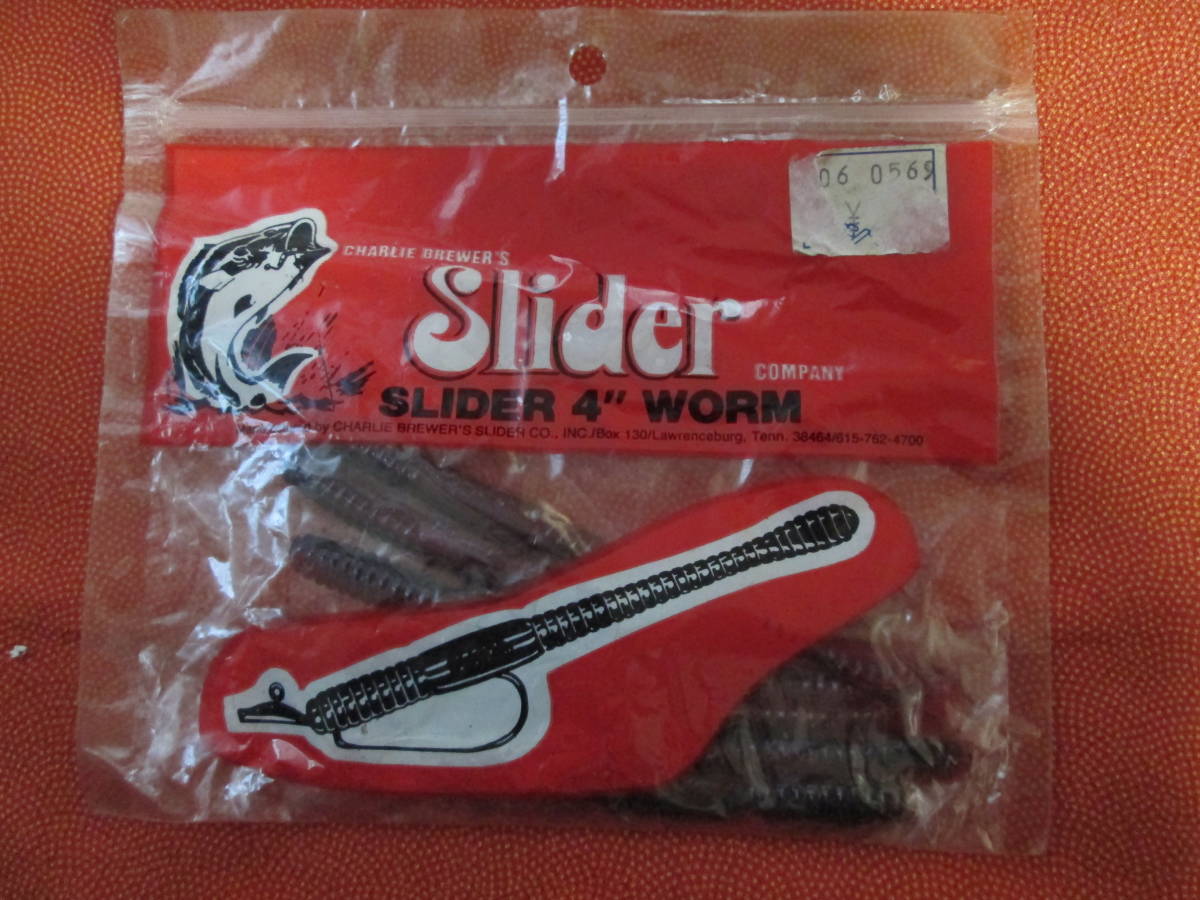 06 0569
¥
CHARLIE BREWER'S
Slider
COMPANY
SLIDER 4" WORM
by CHARLIE BREWER'S SLIDER CO., INC./Box 130/Lawrenceburg, Tenn. 38464/615-762-4700